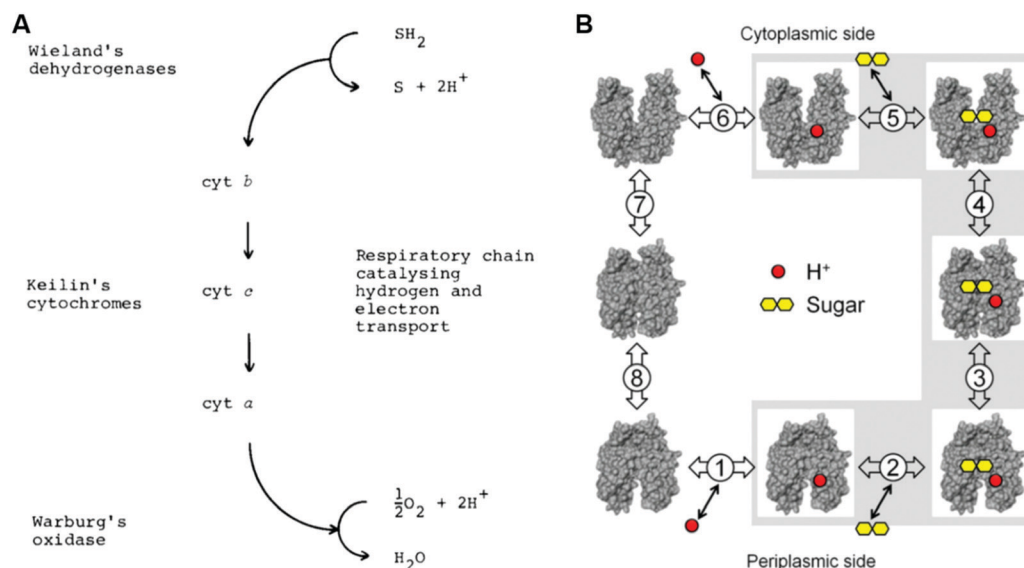 A
Wieland's
dehydrogenases
SH2
S + 2H+
cyt b
Keilin's
cytochromes
cyt c
Respiratory chain
catalysing
hydrogen and
electron
transport
cyt a
Warburg's
oxidase
1/2O2 + 2H+
H2O
B
Cytoplasmic side
6
5
7
4
H+
Sugar
8
3
1
2
Periplasmic side